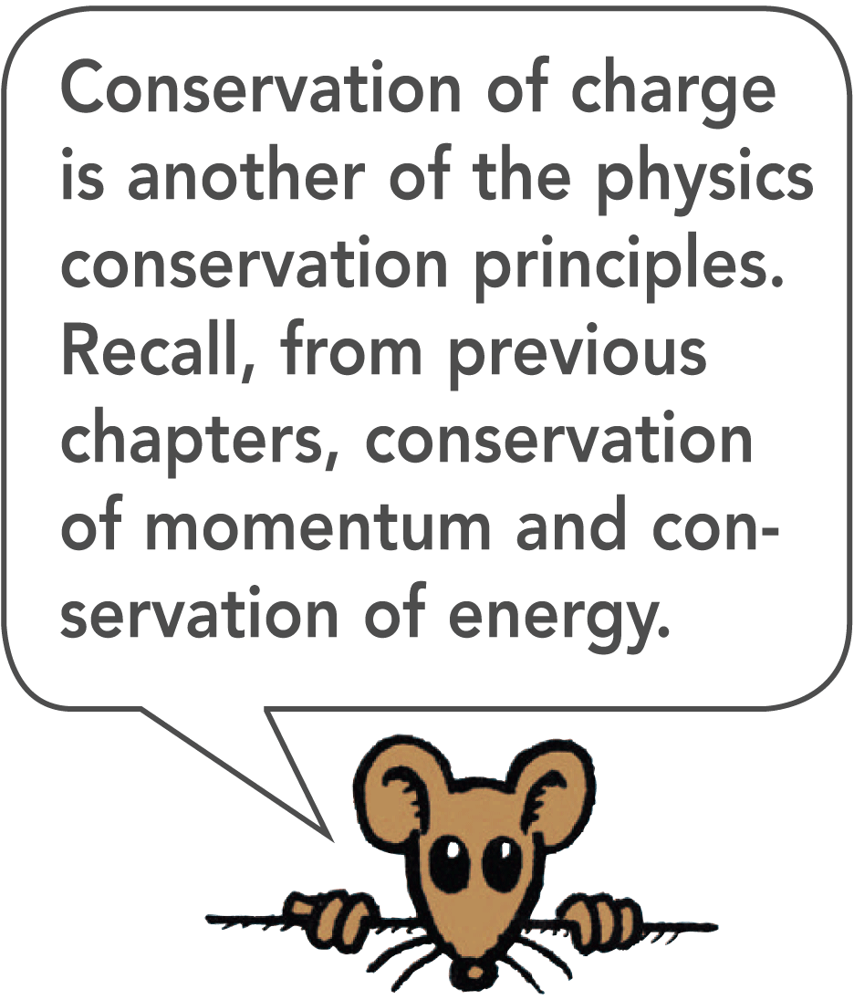 Conservation of charge
is another of the physics
conservation principles.
Recall, from previous
chapters, conservation
of momentum and con-
servation of energy.